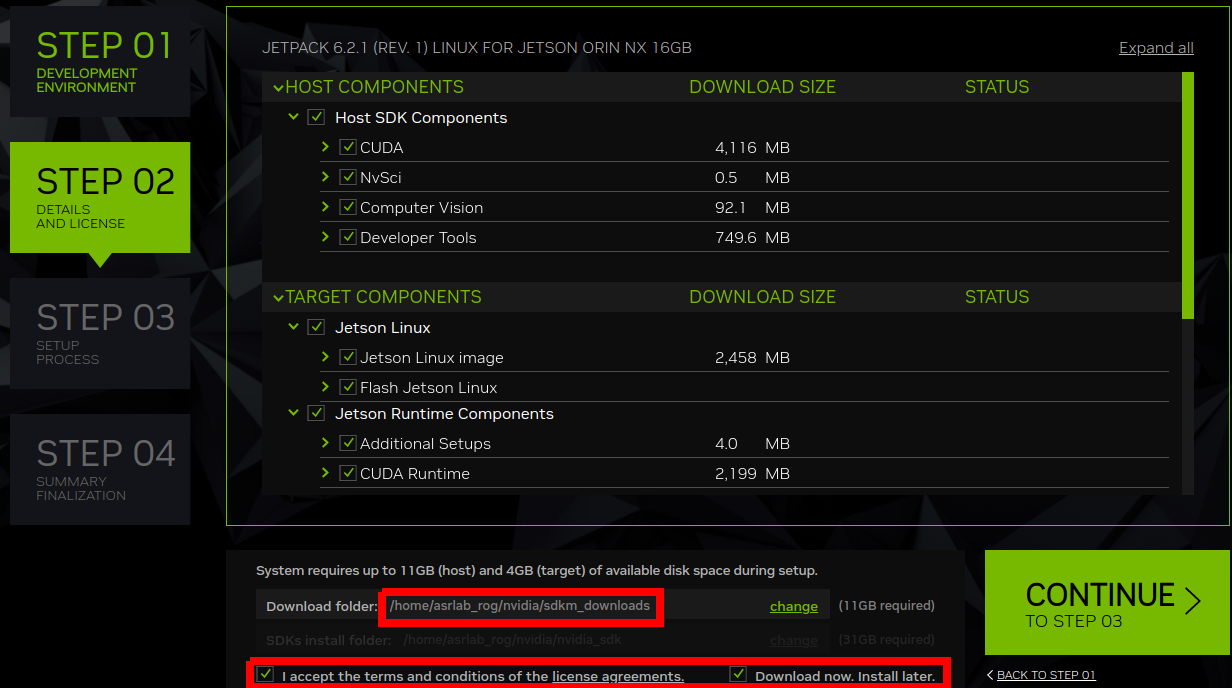 STEP 01
DEVELOPMENT
ENVIRONMENT
STEP 02
DETAILS
AND LICENSE
STEP 03
SETUP
PROCESS
STEP 04
SUMMARY
FINALIZATION
JETPACK 6.2.1 (REV. 1) LINUX FOR JETSON ORIN NX 16GB Expand all
HOST COMPONENTS DOWNLOAD SIZE STATUS
Host SDK Components
CUDA 4,116 MB
NvSci 0.5 MB
Computer Vision 92.1 MB
Developer Tools 749.6 MB
TARGET COMPONENTS DOWNLOAD SIZE STATUS
Jetson Linux
Jetson Linux image 2,458 MB
Flash Jetson Linux
Jetson Runtime Components
Additional Setups 4.0 MB
CUDA Runtime 2,199 MB
System requires up to 11GB (host) and 4GB (target) of available disk space during setup.
Download folder: /home/asrlab_rog/nvidia/sdkm_downloads change (11GB required)
SDKs install folder: /home/asrlab_rog/nvidia/nvidia_sdk change (31GB required)
I accept the terms and conditions of the license agreements. Download now. Install later.
CONTINUE
TO STEP 03
BACK TO STEP 01